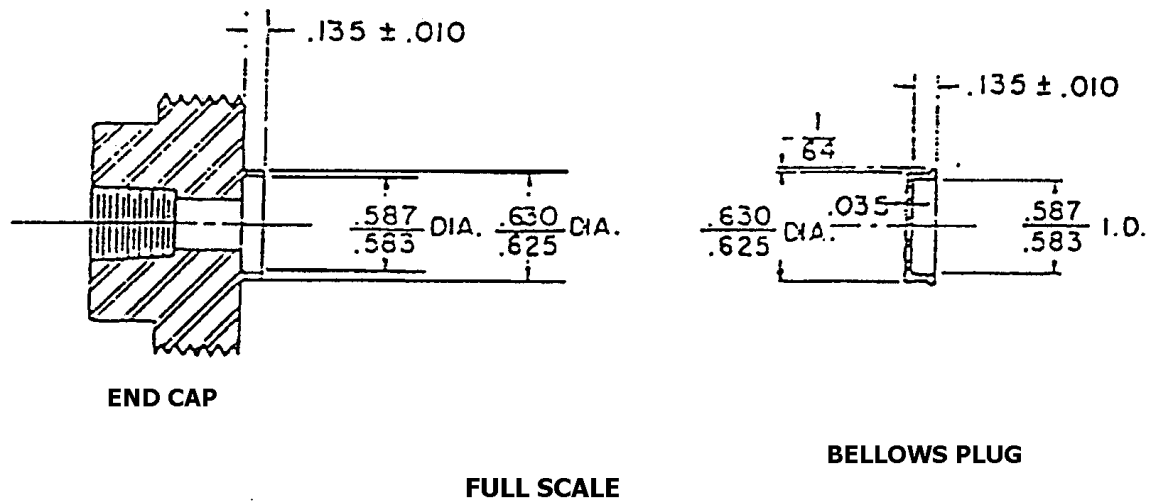 .135 ± .010
.587
.583 DIA.
.630
.625 DIA.
END CAP
.135 ± .010
1
64
.630
.625 DIA.
.035
.587
.583 I.D.
BELLOWS PLUG
FULL SCALE